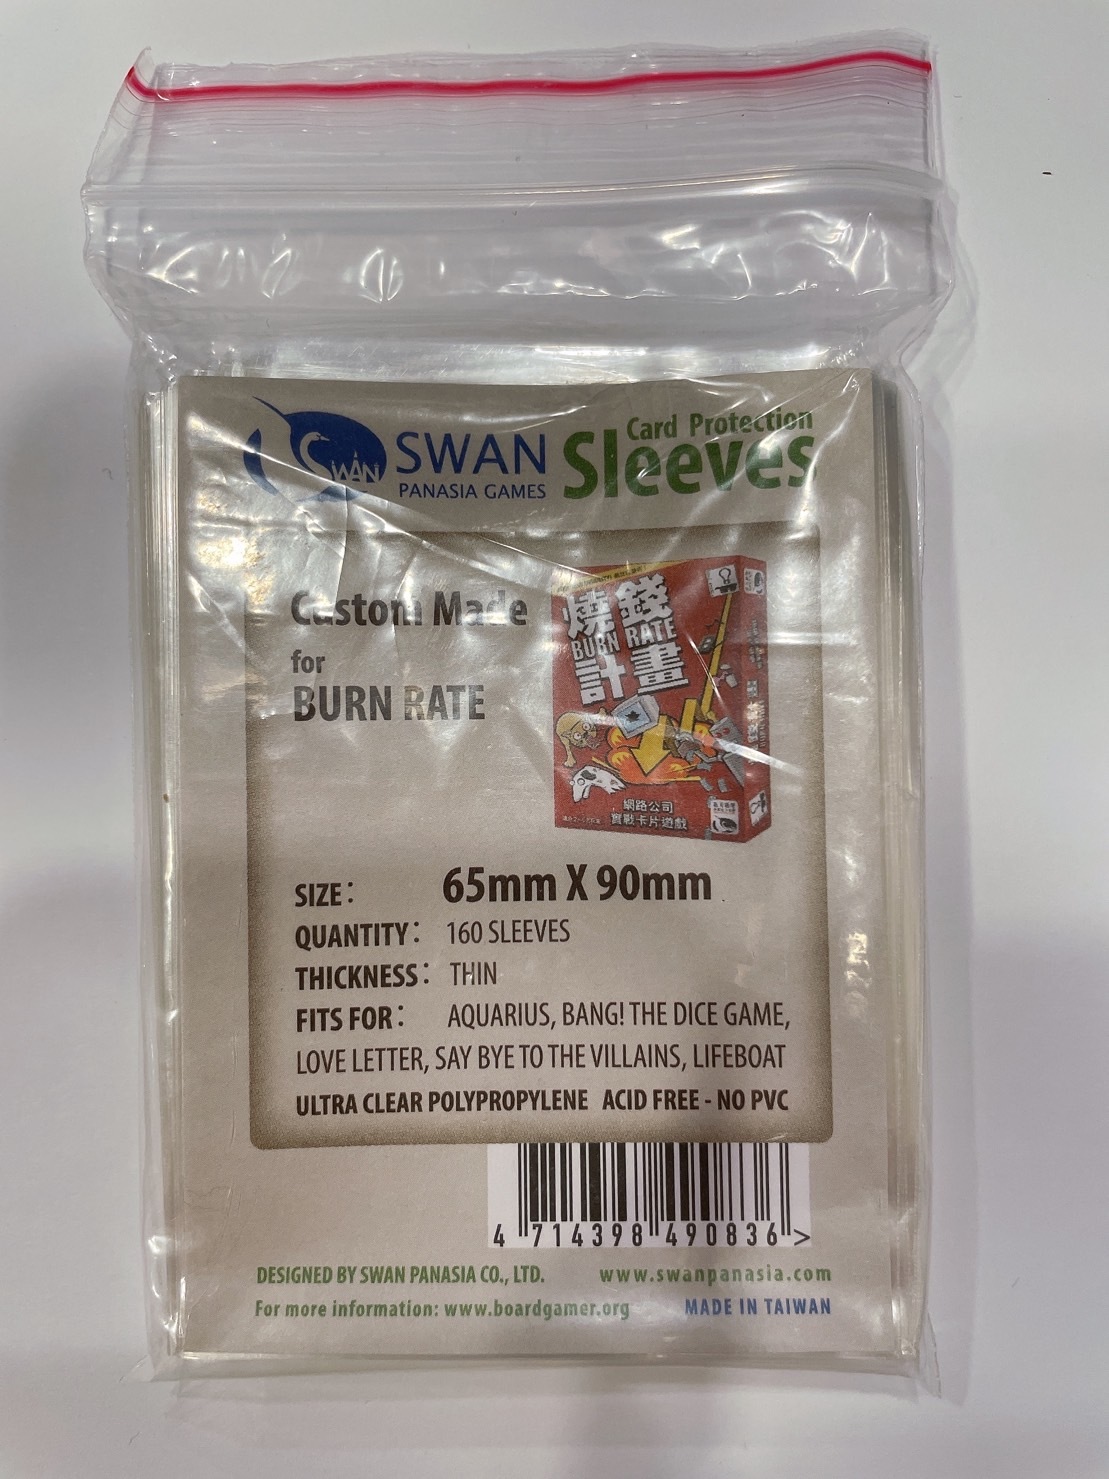 SWAN
SWAN
PANASIA GAMES
Card Protection
Sleeves
Custom Made
for
BURN RATE
燒錢
BURN RATE
計畫
網路公司
實戰卡片遊戲
SIZE: 65mm X 90mm
QUANTITY: 160 SLEEVES
THICKNESS: THIN
FITS FOR: AQUARIUS, BANG! THE DICE GAME,
LOVE LETTER, SAY BYE TO THE VILLAINS, LIFEBOAT
ULTRA CLEAR POLYPROPYLENE ACID FREE - NO PVC
4 714398 490836 >
DESIGNED BY SWAN PANASIA CO., LTD. www.swanpanasia.com
For more information: www.boardgamer.org MADE IN TAIWAN